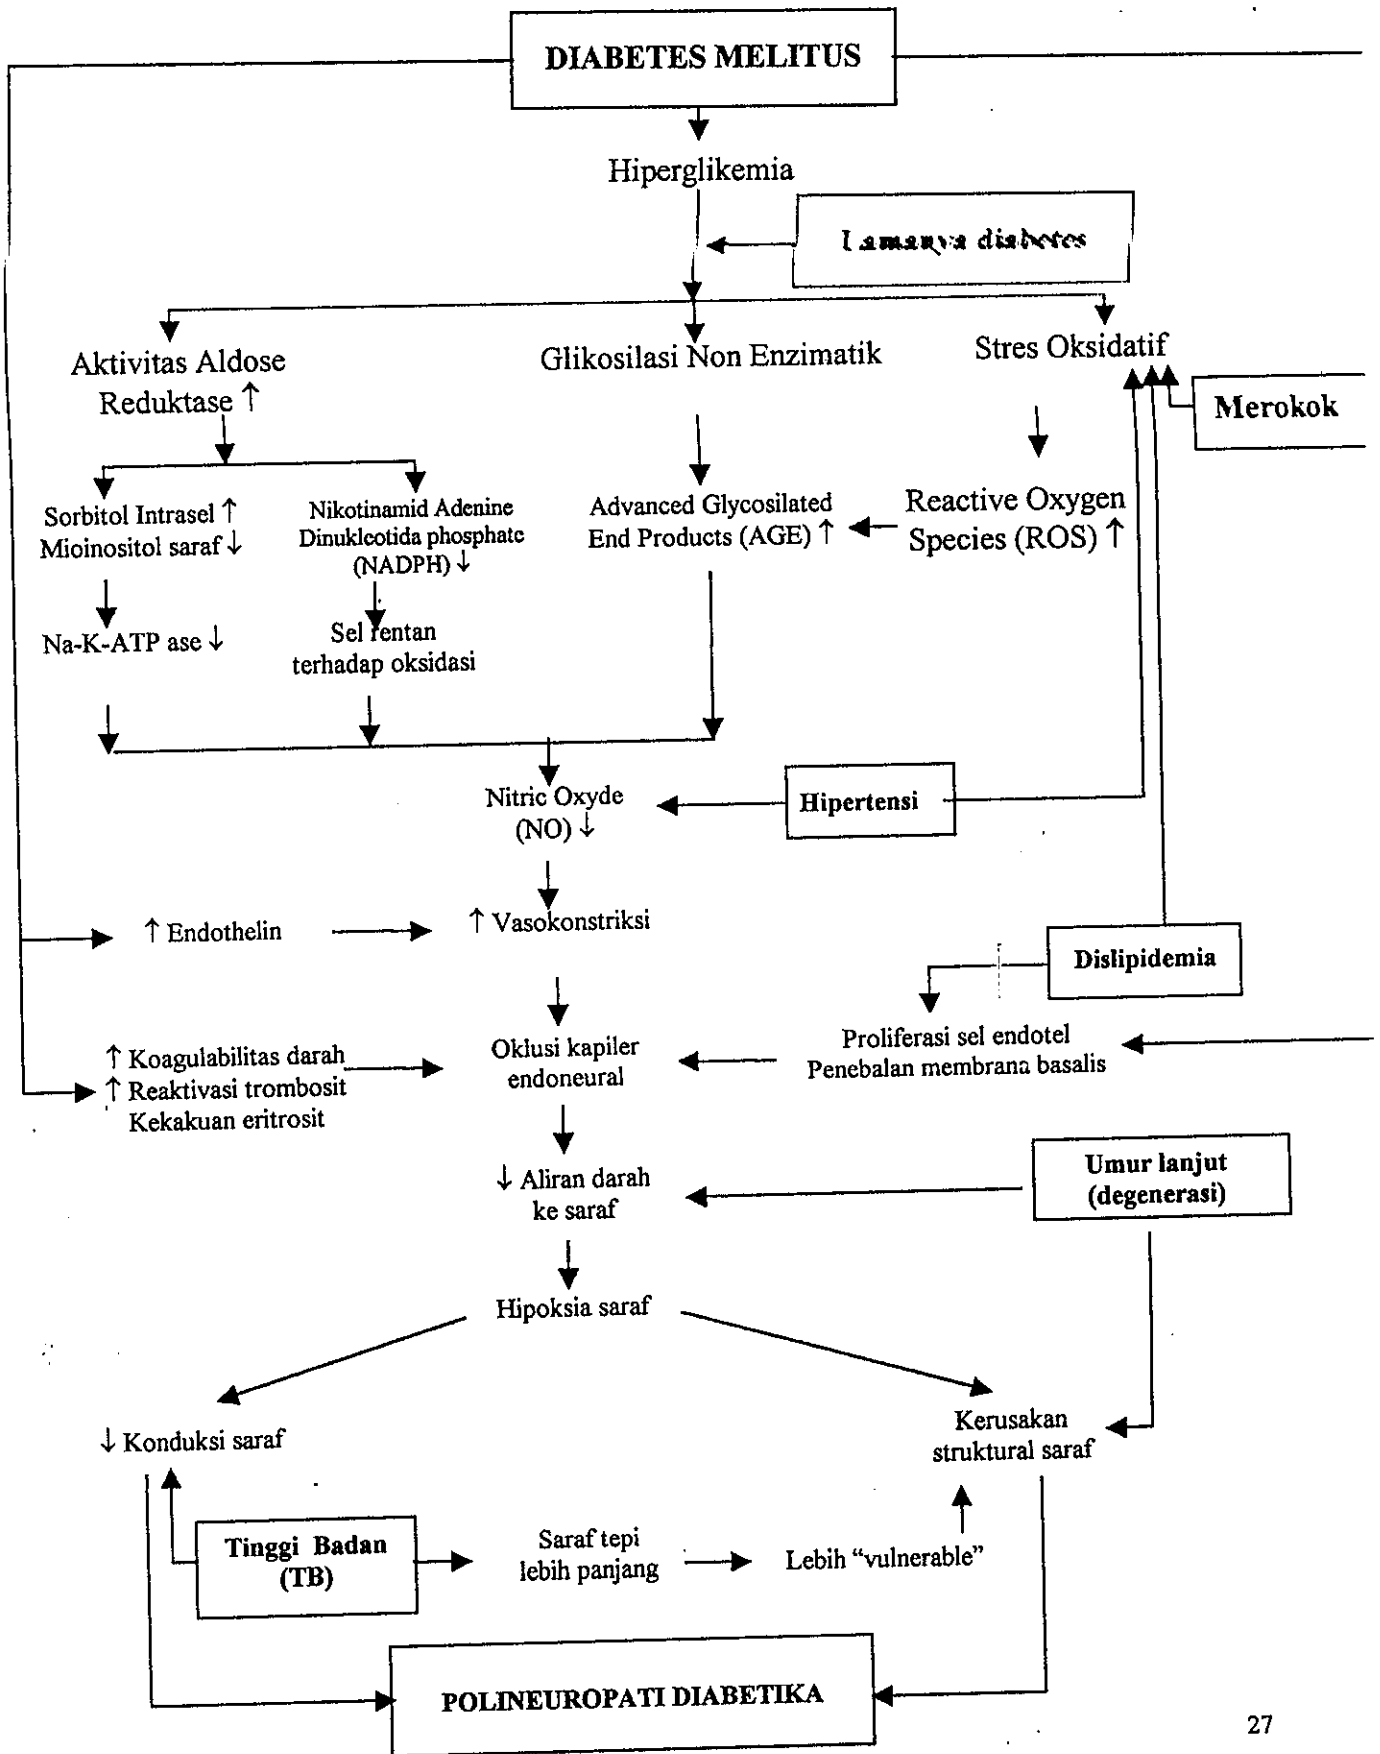 DIABETES MELITUS
Hiperglikemia
Lamanya diabetes
Aktivitas Aldose
Reduktase ↑
Glikosilasi Non Enzimatik
Stres Oksidatif
Merokok
Sorbitol Intrasel ↑
Mioinositol saraf ↓
Nikotinamid Adenine
Dinukleotida phosphate
(NADPH) ↓
Advanced Glycosilated
End Products (AGE) ↑
Reactive Oxygen
Species (ROS) ↑
Na-K-ATP ase ↓
Sel rentan
terhadap oksidasi
Nitric Oxyde
(NO) ↓
Hipertensi
↑ Endothelin
↑ Vasokonstriksi
Dislipidemia
↑ Koagulabilitas darah
↑ Reaktivasi trombosit
Kekakuan eritrosit
Oklusi kapiler
endoneural
Proliferasi sel endotel
Penebalan membrana basalis
↓ Aliran darah
ke saraf
Umur lanjut
(degenerasi)
Hipoksia saraf
↓ Konduksi saraf
Kerusakan
struktural saraf
Tinggi Badan
(TB)
Saraf tepi
lebih panjang
Lebih “vulnerable”
POLINEUROPATI DIABETIKA
27